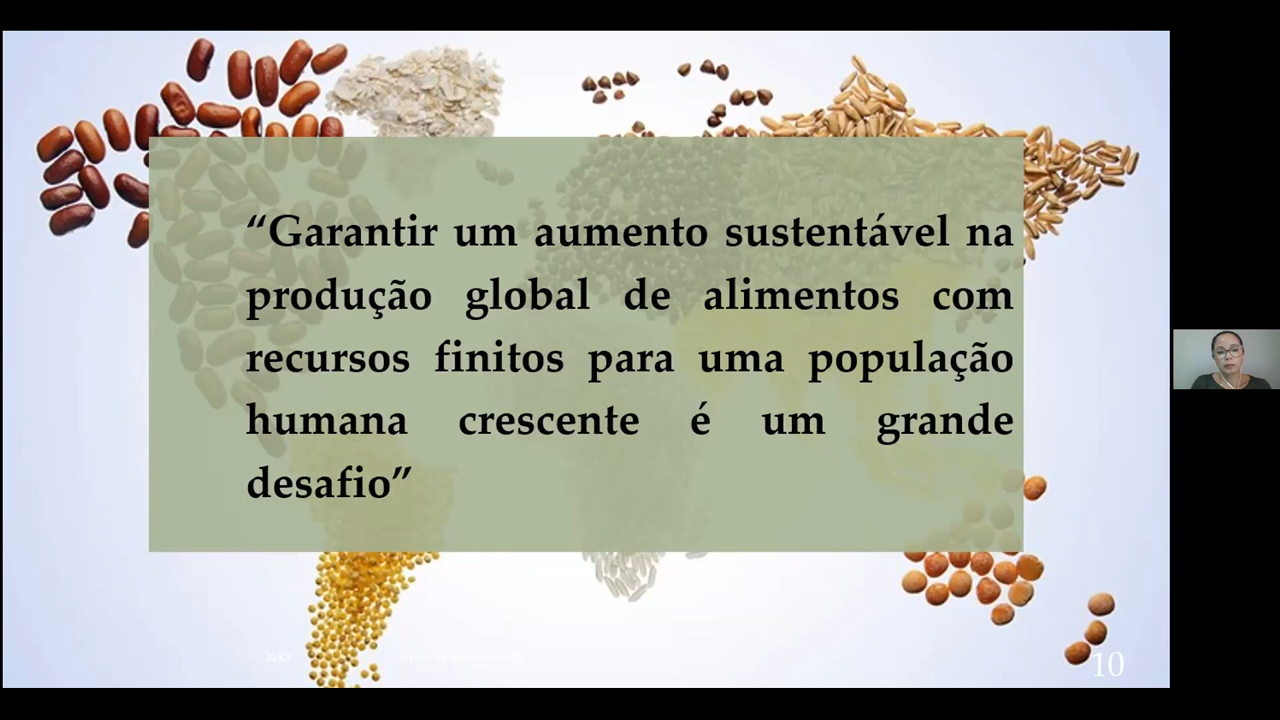 “Garantir um aumento sustentável na
produção global de alimentos com
recursos finitos para uma população
humana crescente é um grande
desafio”
20XX
10